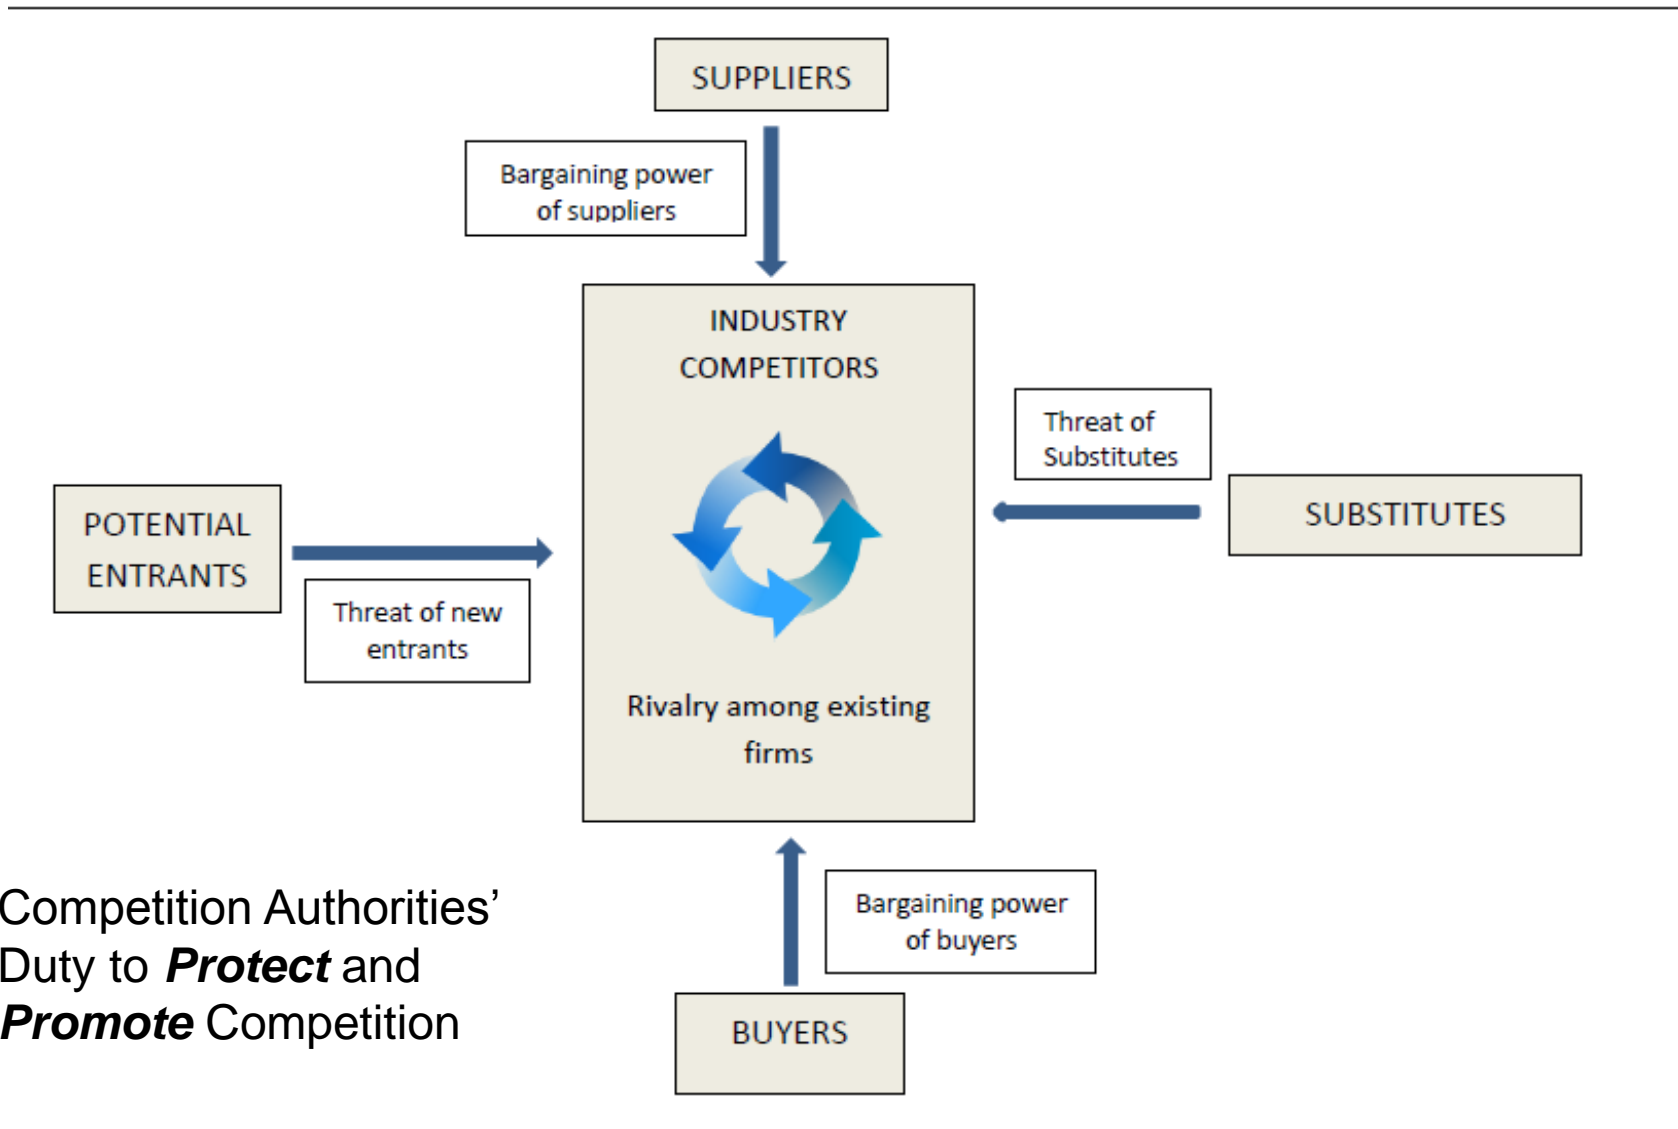 SUPPLIERS
Bargaining power
of suppliers
INDUSTRY
COMPETITORS
Threat of
Substitutes
SUBSTITUTES
POTENTIAL
ENTRANTS
Threat of new
entrants
Rivalry among existing
firms
Bargaining power
of buyers
BUYERS
Competition Authorities’
Duty to Protect and
Promote Competition